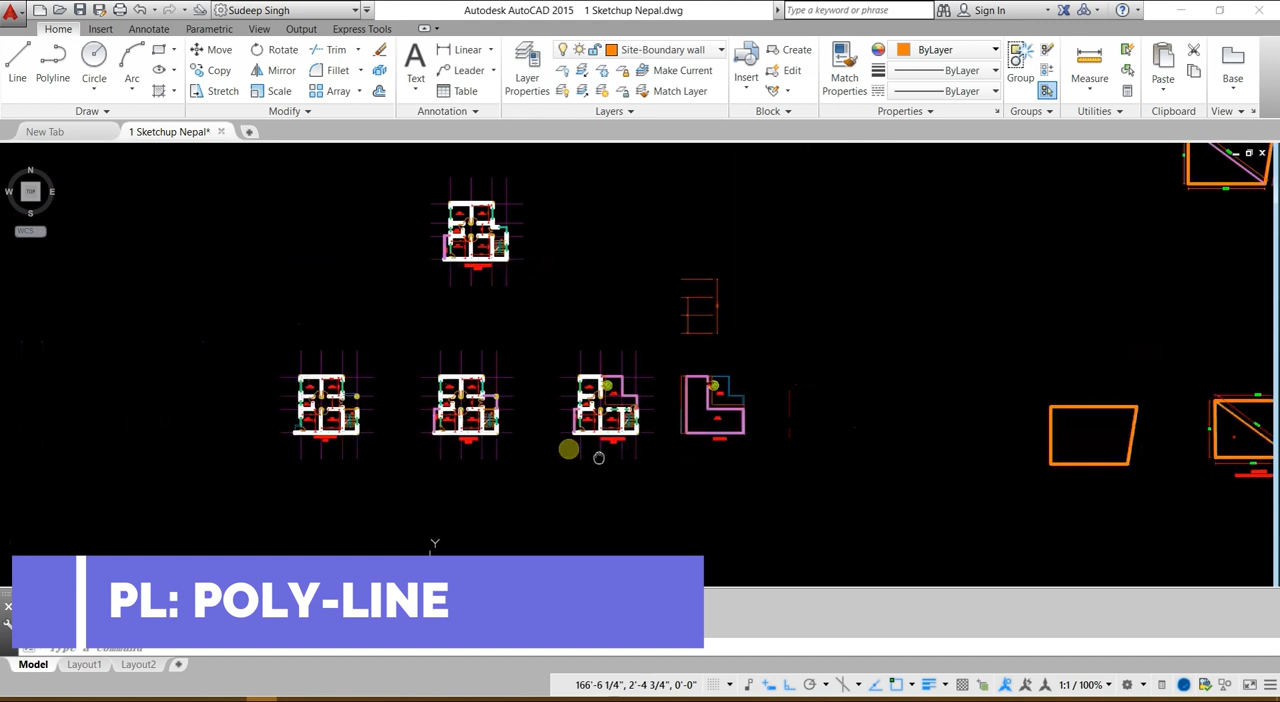 Sudeep Singh
Autodesk AutoCAD 2015 1 Sketchup Nepal.dwg
Type a keyword or phrase
Sign In
Home Insert Annotate Parametric View Output Express Tools
Line Polyline Circle Arc
Move Rotate Trim
Copy Mirror Fillet
Stretch Scale Array
Text Linear
Leader
Table
Layer Properties
Site-Boundary wall
Make Current
Match Layer
Insert Create
Edit
Match Properties
ByLayer
ByLayer
ByLayer
Group
Measure
Paste
Base
Draw Modify Annotation Layers Block Properties Groups Utilities Clipboard View
New Tab 1 Sketchup Nepal*
N
W TOP E
S
WCS
Y
PL: POLY-LINE
Type a command
Model Layout1 Layout2
166'-6 1/4", 2'-4 3/4", 0'-0" 1:1 / 100%